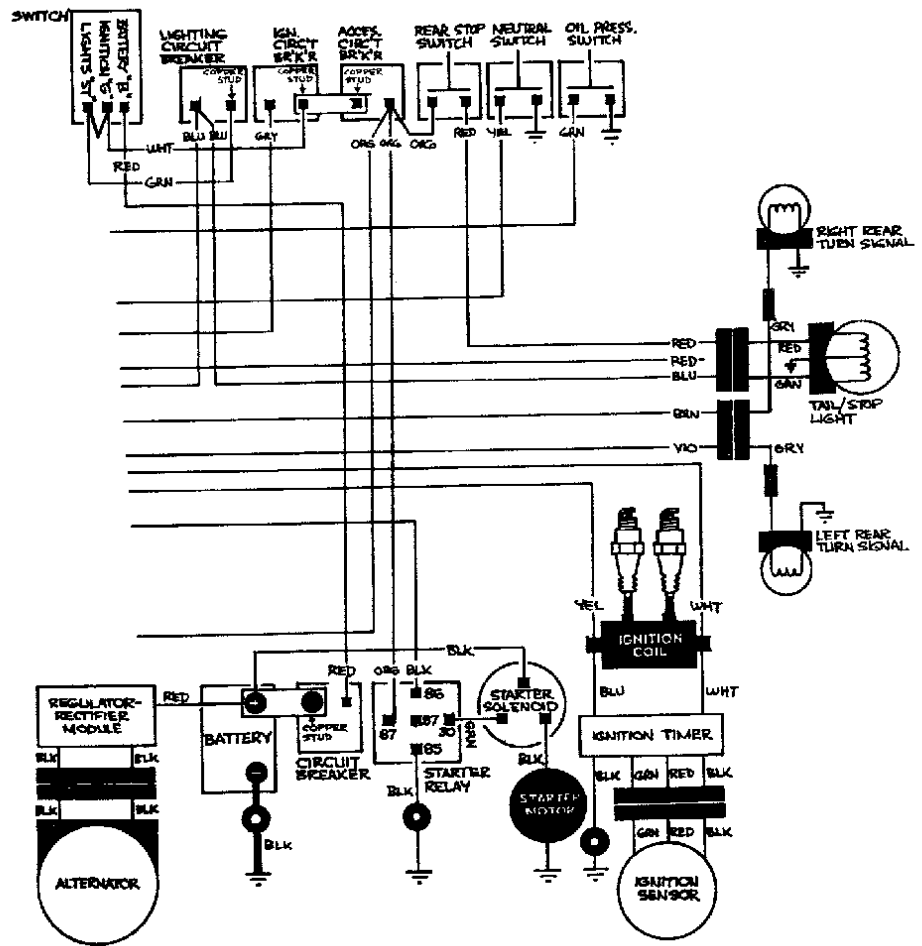 SWITCH
BATTERY "B"
IGNITION "G"
LIGHTS "ST"
LIGHTING
CIRCUIT
BREAKER
COPPER
STUD
IGN.
CIRC'T
BR'K'R
COPPER
STUD
ACCES.
CIRC'T
BR'K'R
COPPER
STUD
REAR STOP
SWITCH
NEUTRAL
SWITCH
OIL PRESS.
SWITCH
BLU
BLU
GRY
ORG
ORG
ORG
RED
YEL
GRN
WHT
RED
GRN
RIGHT REAR
TURN SIGNAL
GRY
RED
RED
RED
BLU
GRN
TAIL/STOP
LIGHT
BRN
VIO
GRY
LEFT REAR
TURN SIGNAL
YEL
WHT
IGNITION
COIL
BLK
RED
ORG
BLK
RED
REGULATOR-
RECTIFIER
MODULE
BATTERY
COPPER
STUD
CIRCUIT
BREAKER
86
87
87
30
85
GRN
STARTER
RELAY
STARTER
SOLENOID
BLU
WHT
IGNITION TIMER
BLK
BLK
BLK
BLK
BLK
BLK
BLK
STARTER
MOTOR
BLK
GRN
RED
BLK
GRN
RED
BLK
ALTERNATOR
IGNITION
SENSOR